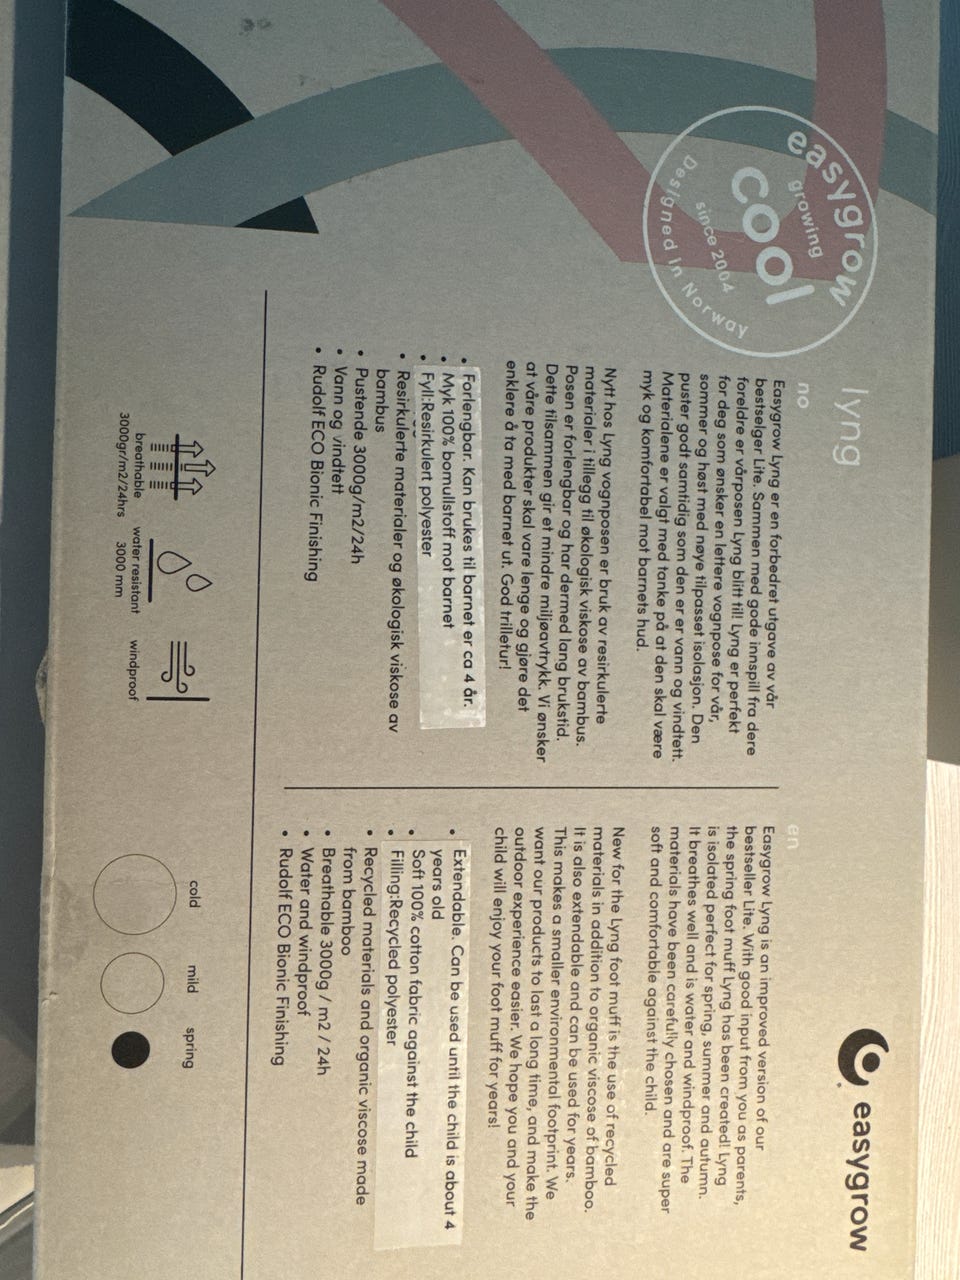 easygrow
growing
cool
since 2004
Designed In Norway
lyng
easygrow
no
Easygrow Lyng er en forbedret utgave av vår
bestselger Lite. Sammen med gode innspill fra dere
foreldre er vårposen Lyng blitt til! Lyng er perfekt
for deg som ønsker en lettere vognpose for vår,
sommer og høst med nøye tilpasset isolasjon. Den
puster godt samtidig som den er er vann og vindtett.
Materialene er valgt med tanke på at den skal være
myk og komfortabel mot barnets hud.
Nytt hos Lyng vognposen er bruk av resirkulerte
materialer i tillegg til økologisk viskose av bambus.
Posen er forlengbar og har dermed lang brukstid.
Dette tilsammen gir et mindre miljøavtrykk. Vi ønsker
at våre produkter skal vare lenge og gjøre det
enklere å ta med barnet ut. God trilletur!
• Forlengbar. Kan brukes til barnet er ca 4 år.
• Myk 100% bomullstoff mot barnet
• Fyll:Resirkulert polyester
• Resirkulerte materialer og økologisk viskose av
bambus
• Pustende 3000g/m2/24h
• Vann og vindtett
• Rudolf ECO Bionic Finishing
en
Easygrow Lyng is an improved version of our
bestseller Lite. With good input from you as parents,
the spring foot muff Lyng has been created! Lyng
is isolated perfect for spring, summer and autumn.
It breathes well and is water and windproof. The
materials have been carefully chosen and are super
soft and comfortable against the child.
New for the Lyng foot muff is the use of recycled
materials in addition to organic viscose of bamboo.
It is also extendable and can be used for years.
This makes a smaller environmental footprint. We
want our products to last a long time, and make the
outdoor experience easier. We hope you and your
child will enjoy your foot muff for years!
• Extendable. Can be used until the child is about 4
years old
• Soft 100% cotton fabric against the child
• Filling:Recycled polyester
• Recycled materials and organic viscose made
from bamboo
• Breathable 3000g / m2 / 24h
• Water and windproof
• Rudolf ECO Bionic Finishing
breathable
3000gr/m2/24hrs
water resistant
3000 mm
windproof
cold
mild
spring